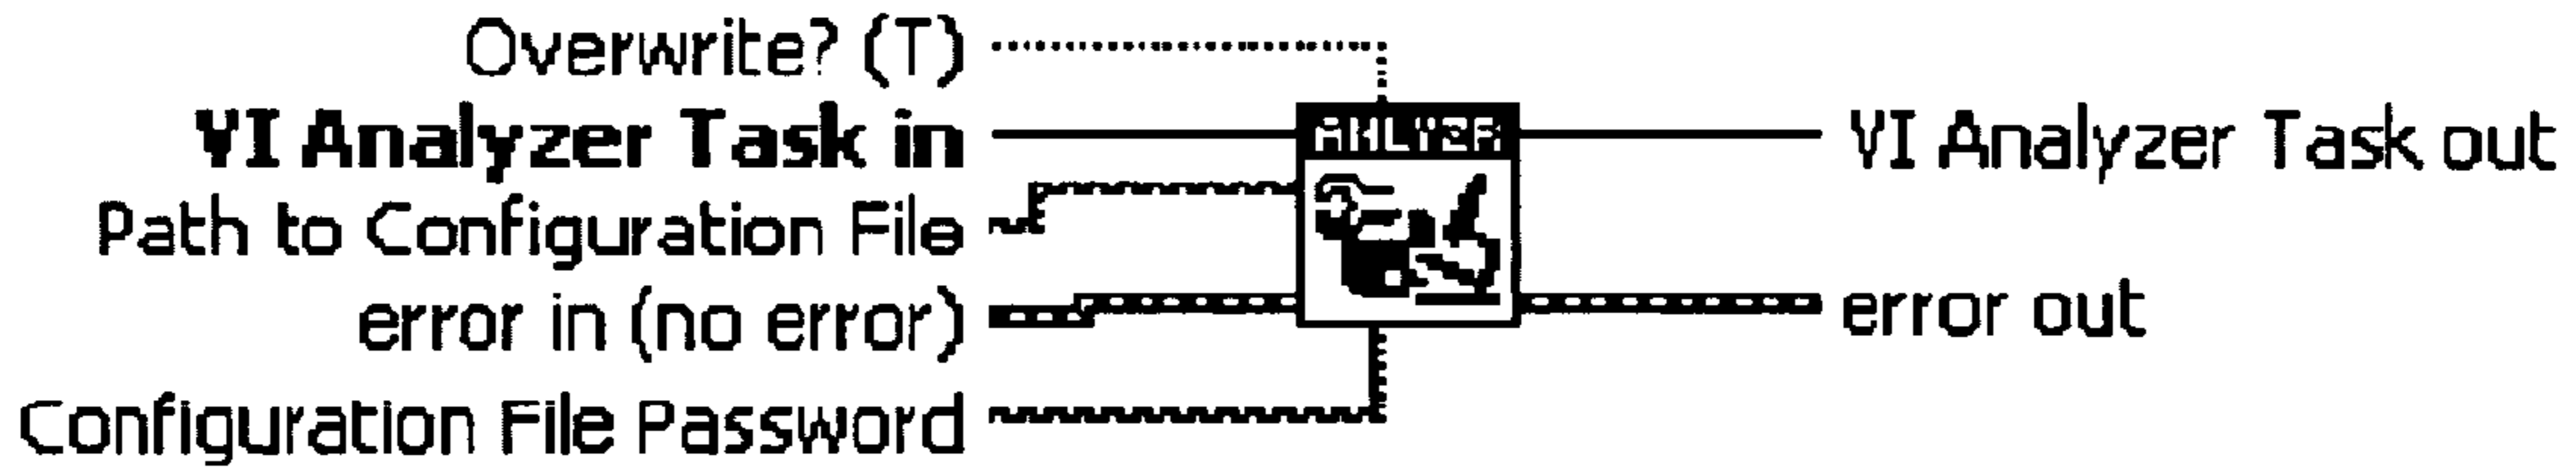 Overwrite? (T)
VI Analyzer Task in
Path to Configuration File
error in (no error)
Configuration File Password
VI Analyzer Task out
error out